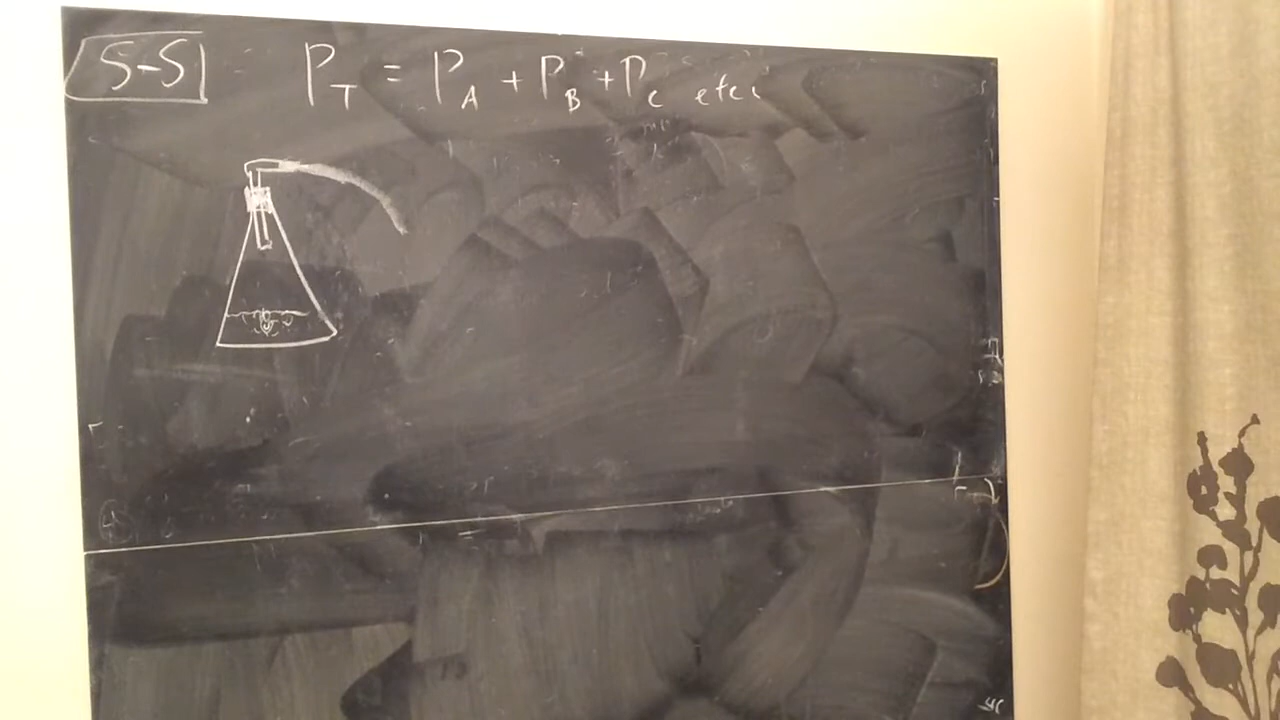 S-S P_T = P_A + P_B + P_C etc.